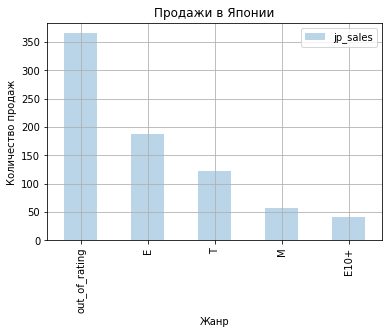 Продажи в Японии
jp_sales
Количество продаж
350
300
250
200
150
100
50
0
out_of_rating
E
T
M
E10+
Жанр